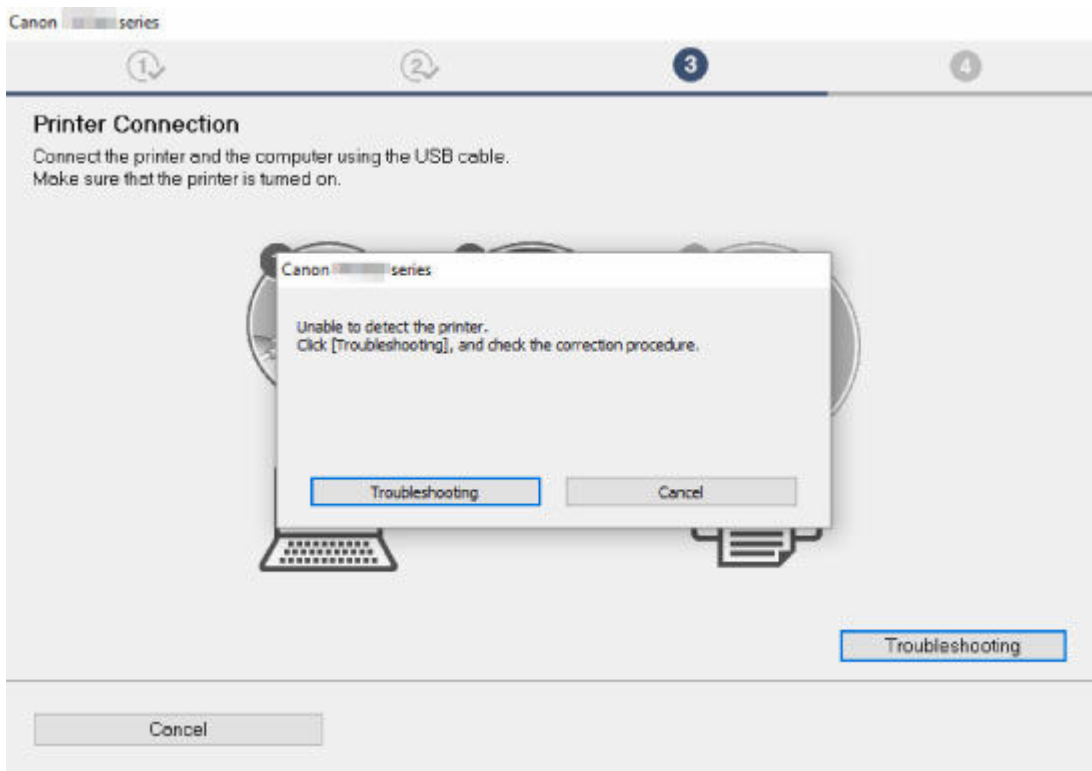 Canon series
1
2
3
4
Printer Connection
Connect the printer and the computer using the USB cable.
Make sure that the printer is turned on.
Canon series
Unable to detect the printer.
Click [Troubleshooting], and check the correction procedure.
Troubleshooting
Cancel
Troubleshooting
Cancel